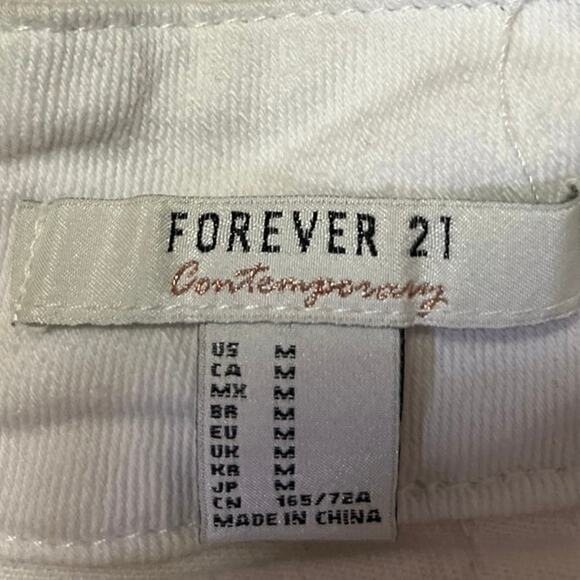 FOREVER 21
Contemporary
US M
CA M
MX M
BR M
EU M
UK M
KR M
JP M
CN 165/72A
MADE IN CHINA